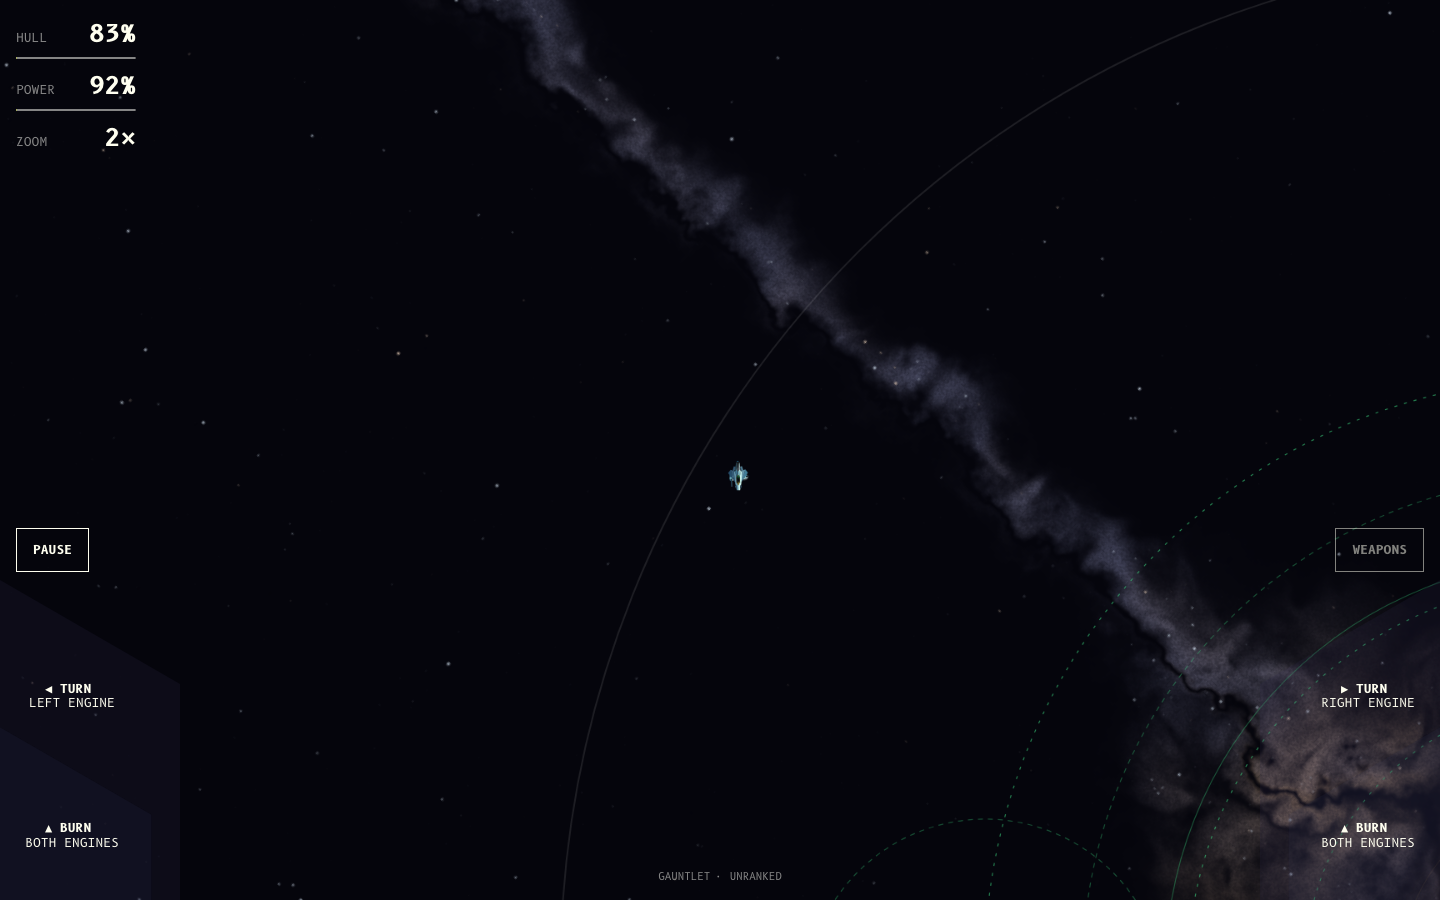 HULL 83%
POWER 92%
ZOOM 2×
PAUSE
WEAPONS
◀ TURN
LEFT ENGINE
▶ TURN
RIGHT ENGINE
▲ BURN
BOTH ENGINES
▲ BURN
BOTH ENGINES
GAUNTLET · UNRANKED